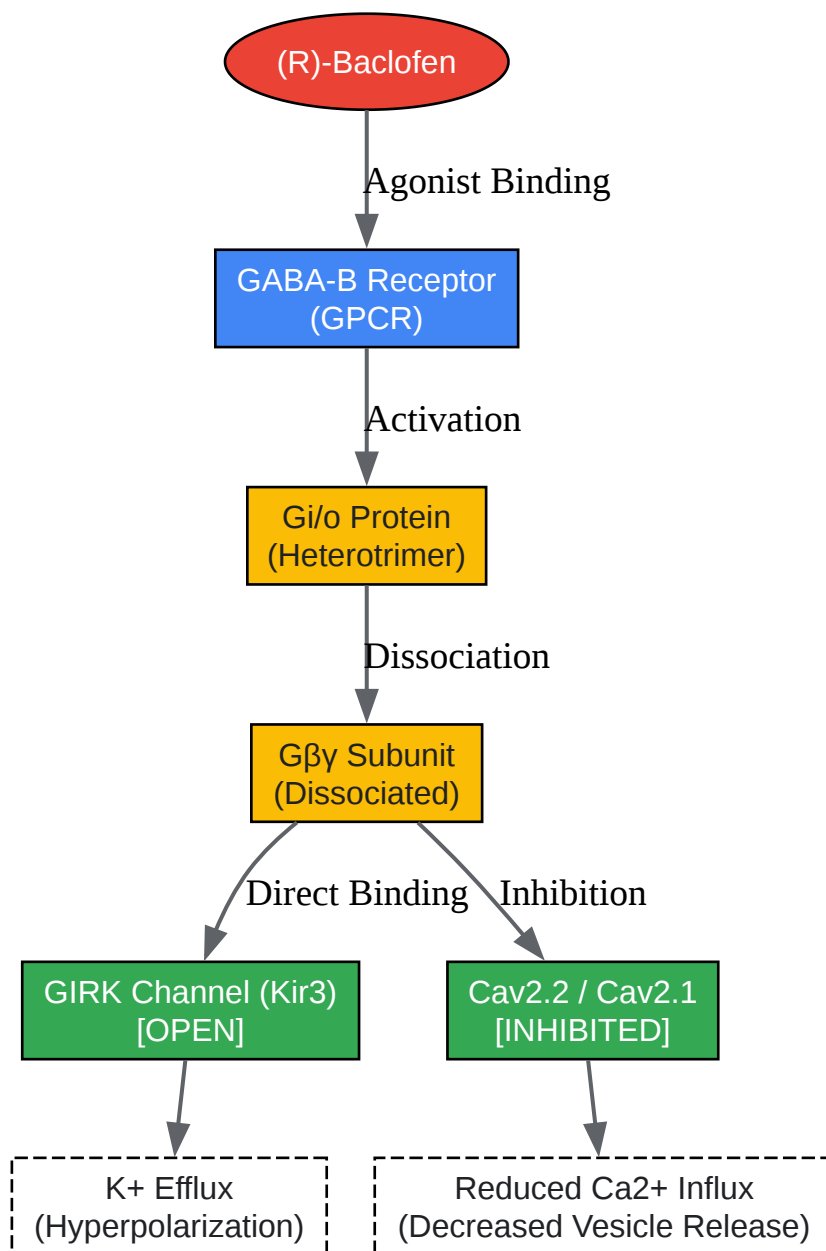 (R)-Baclofen
Agonist Binding
GABA-B Receptor
(GPCR)
Activation
Gi/o Protein
(Heterotrimer)
Dissociation
Gβγ Subunit
(Dissociated)
Direct Binding
Inhibition
GIRK Channel (Kir3)
[OPEN]
Cav2.2 / Cav2.1
[INHIBITED]
K+ Efflux
(Hyperpolarization)
Reduced Ca2+ Influx
(Decreased Vesicle Release)